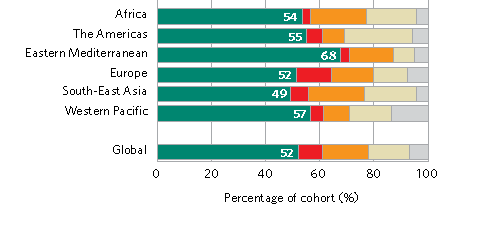 Africa 54
The Americas 55
Eastern Mediterranean 68
Europe 52
South-East Asia 49
Western Pacific 57
Global 52
0 20 40 60 80 100
Percentage of cohort (%)